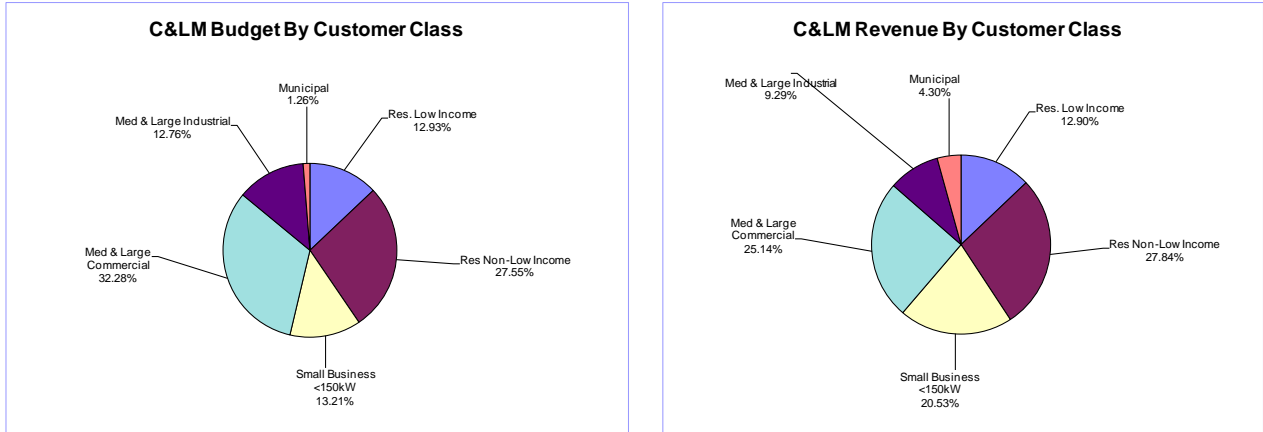 C&LM Budget By Customer Class
Municipal
1.26%
Res. Low Income
12.93%
Med & Large Industrial
12.76%
Med & Large
Commercial
32.28%
Res Non-Low Income
27.55%
Small Business
<150kW
13.21%
C&LM Revenue By Customer Class
Med & Large Industrial
9.29%
Municipal
4.30%
Res. Low Income
12.90%
Med & Large
Commercial
25.14%
Res Non-Low Income
27.84%
Small Business
<150kW
20.53%